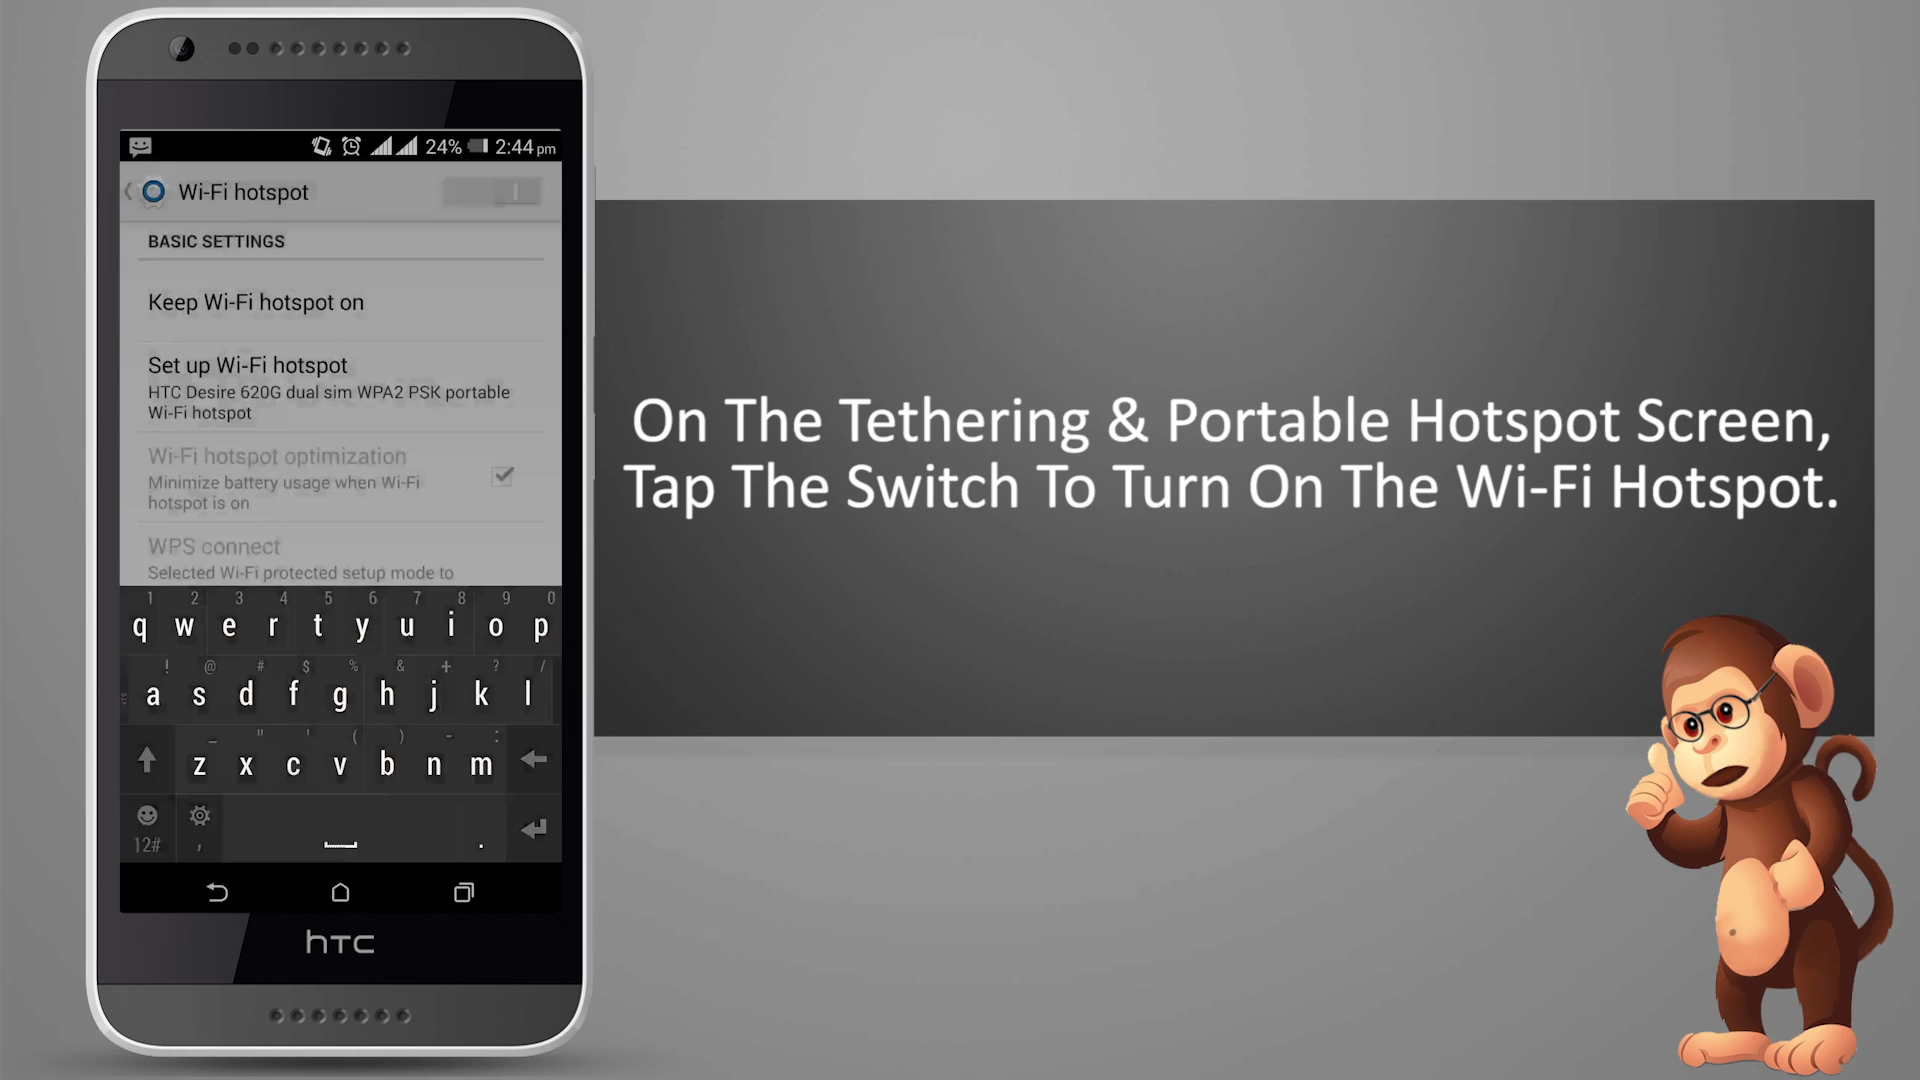 24% 2:44 pm
Wi-Fi hotspot
BASIC SETTINGS
Keep Wi-Fi hotspot on
Set up Wi-Fi hotspot
HTC Desire 620G dual sim WPA2 PSK portable
Wi-Fi hotspot
Wi-Fi hotspot optimization
Minimize battery usage when Wi-Fi
hotspot is on
WPS connect
Selected Wi-Fi protected setup mode to
1 2 3 4 5 6 7 8 9 0
q w e r t y u i o p
! @ # $ % & + ? /
a s d f g h j k l
_ " ' ( ) - :
z x c v b n m
12# , .
hTC
On The Tethering & Portable Hotspot Screen,
Tap The Switch To Turn On The Wi-Fi Hotspot.